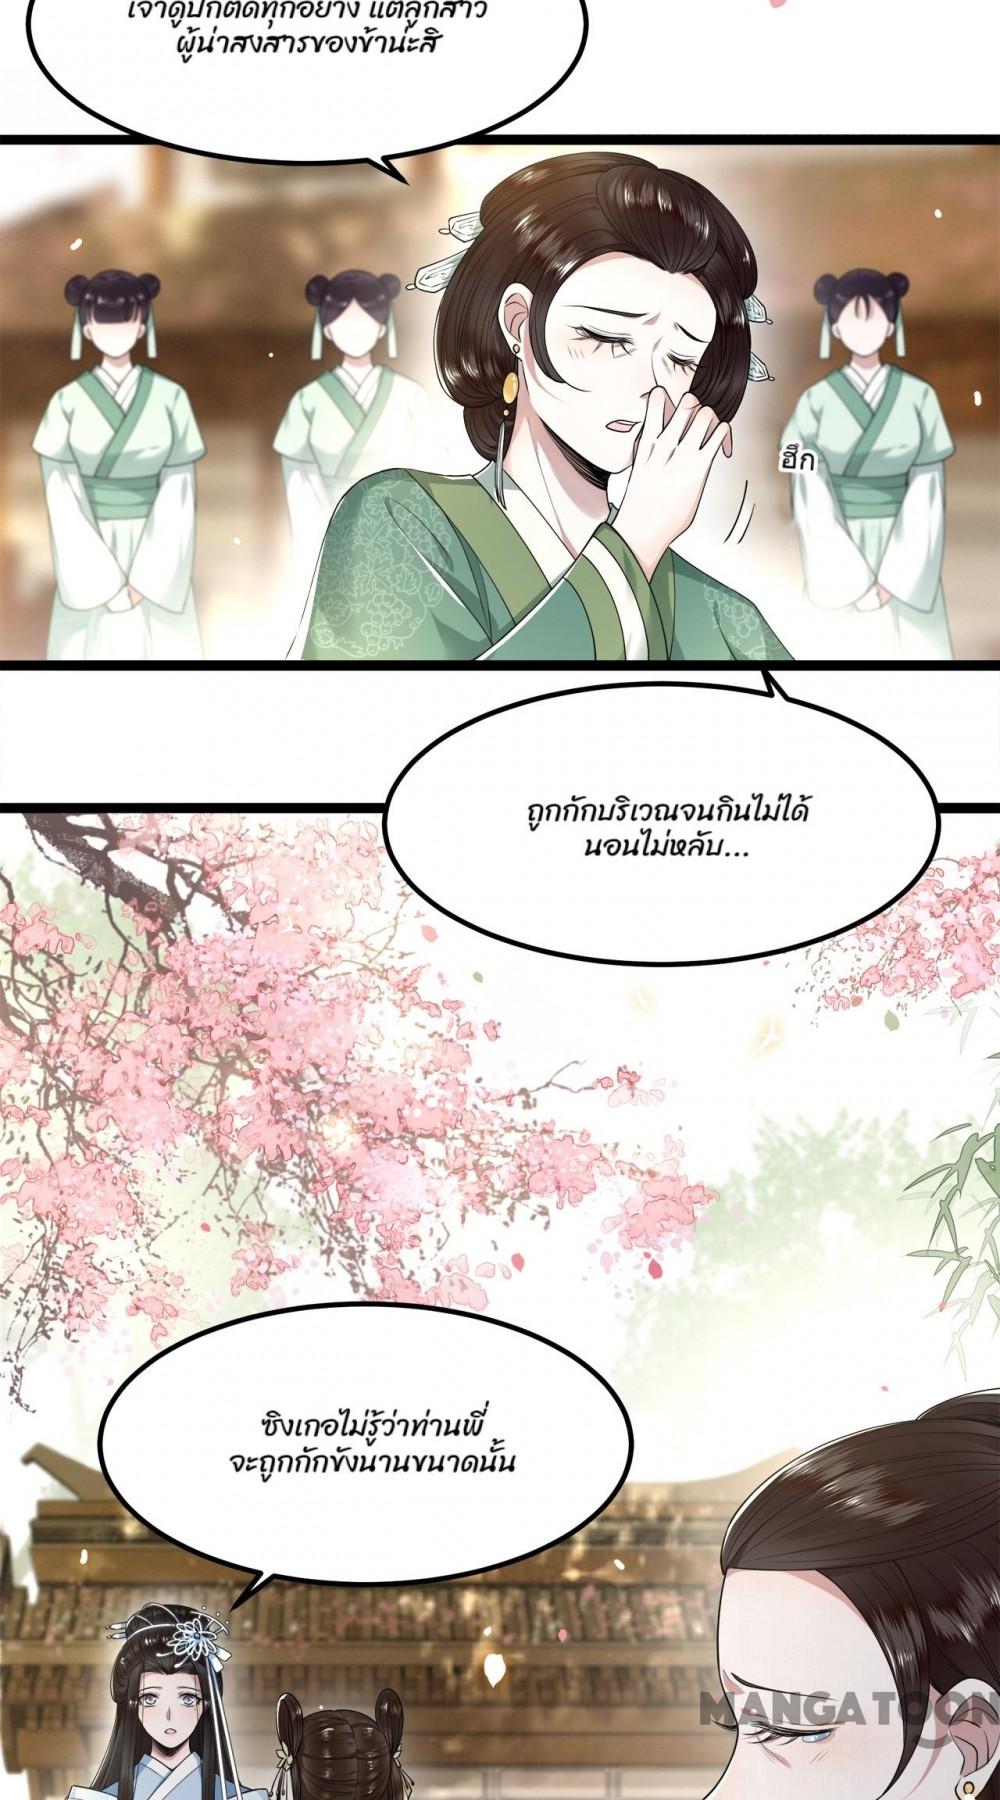 เจ้าดูปกติดีทุกอย่าง แต่ลูกสาว
ผู้น่าสงสารของข้าน่ะสิ
ฮึก
ถูกกักบริเวณจนกินไม่ได้
นอนไม่หลับ...
ซิงเกอไม่รู้ว่าท่านพี่
จะถูกกักขังนานขนาดนั้น
MANGATOON